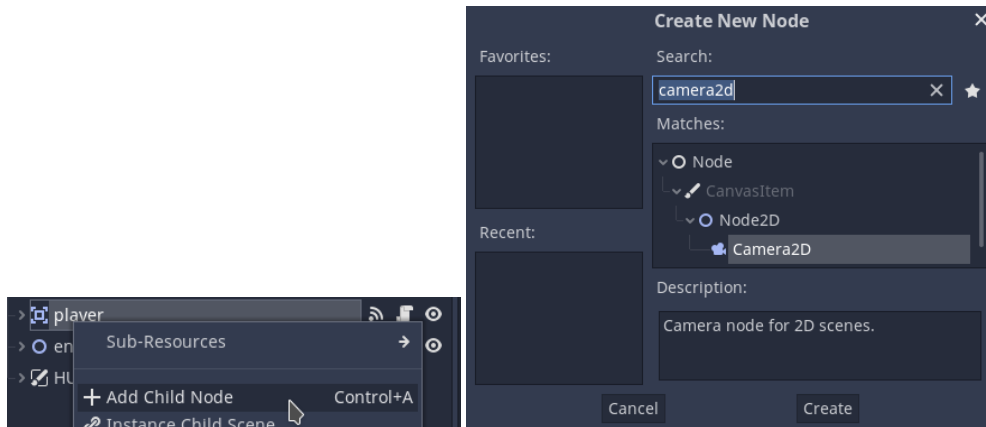 player
en
HU
Sub-Resources
Add Child Node Control+A
Instance Child Scene
Create New Node
Favorites:
Search:
camera2d
Matches:
Node
CanvasItem
Node2D
Camera2D
Recent:
Description:
Camera node for 2D scenes.
Cancel
Create